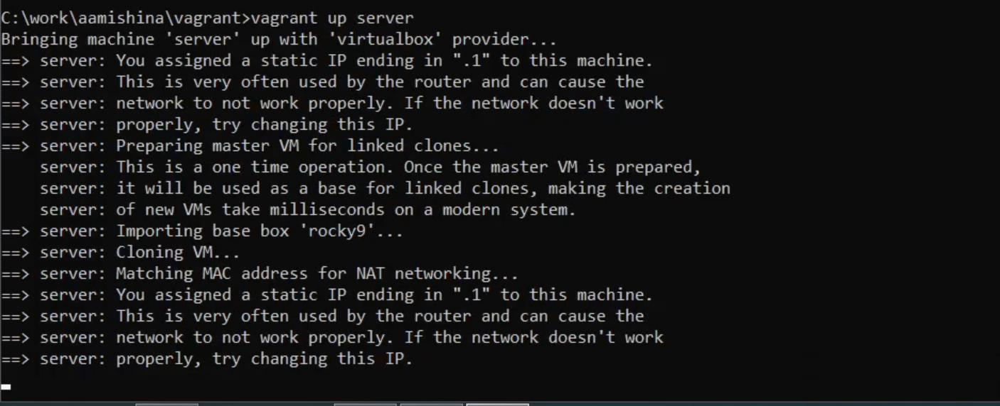 C:\work\aamishina\vagrant>vagrant up server
Bringing machine 'server' up with 'virtualbox' provider...
==> server: You assigned a static IP ending in ".1" to this machine.
==> server: This is very often used by the router and can cause the
==> server: network to not work properly. If the network doesn't work
==> server: properly, try changing this IP.
==> server: Preparing master VM for linked clones...
    server: This is a one time operation. Once the master VM is prepared,
    server: it will be used as a base for linked clones, making the creation
    server: of new VMs take milliseconds on a modern system.
==> server: Importing base box 'rocky9'...
==> server: Cloning VM...
==> server: Matching MAC address for NAT networking...
==> server: You assigned a static IP ending in ".1" to this machine.
==> server: This is very often used by the router and can cause the
==> server: network to not work properly. If the network doesn't work
==> server: properly, try changing this IP.